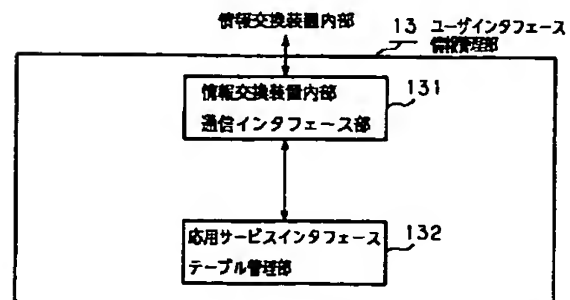 情報交換装置内部
13 ユーザインタフェース
情報管理部
情報交換装置内部
通信インタフェース部
131
応用サービスインタフェース
テーブル管理部
132